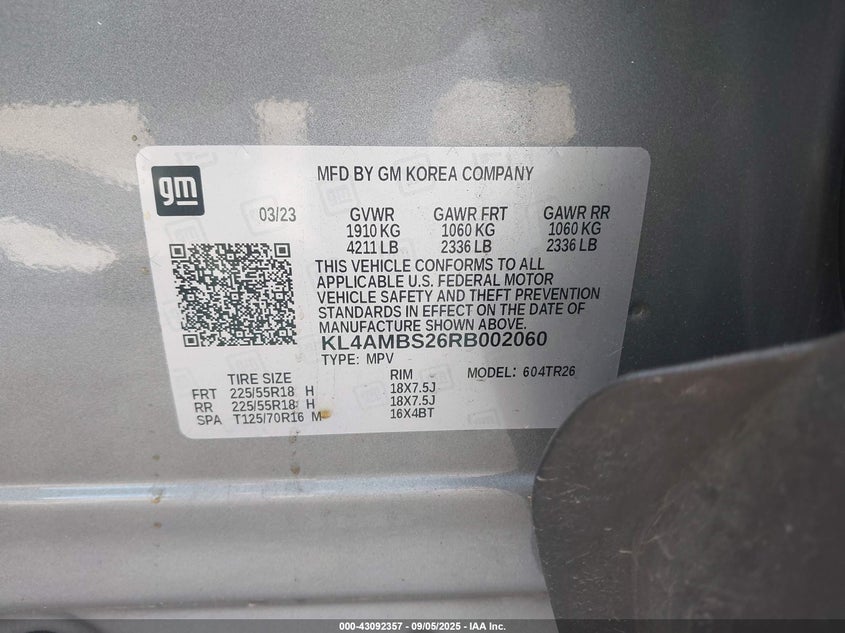 gm
MFD BY GM KOREA COMPANY
03/23 GVWR GAWR FRT GAWR RR
1910 KG 1060 KG 1060 KG
4211 LB 2336 LB 2336 LB
THIS VEHICLE CONFORMS TO ALL
APPLICABLE U.S. FEDERAL MOTOR
VEHICLE SAFETY AND THEFT PREVENTION
STANDARDS IN EFFECT ON THE DATE OF
MANUFACTURE SHOWN ABOVE.
KL4AMBS26RB002060
TYPE: MPV
TIRE SIZE RIM MODEL: 604TR26
FRT 225/55R18 H 18X7.5J
RR 225/55R18 H 18X7.5J
SPA T125/70R16 M 16X4BT
000-43092357 - 09/05/2025 - IAA Inc.